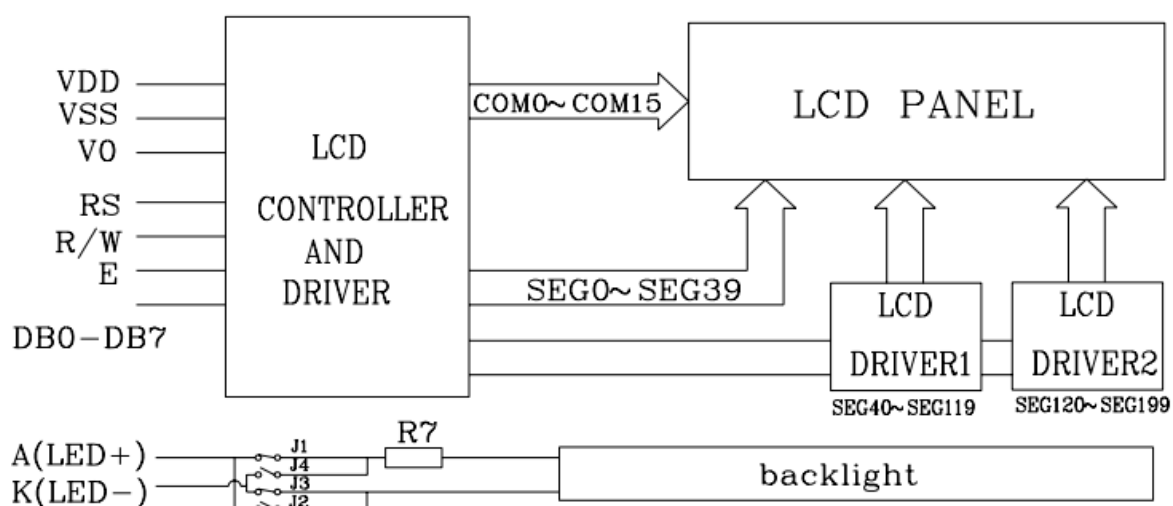 VDD
VSS
V0
RS
R/W
E
DB0-DB7
LCD
CONTROLLER
AND
DRIVER
COM0~COM15
LCD PANEL
SEG0~SEG39
LCD
DRIVER1
SEG40~SEG119
LCD
DRIVER2
SEG120~SEG199
A(LED+)
K(LED-)
J1
J4
J3
J2
R7
backlight